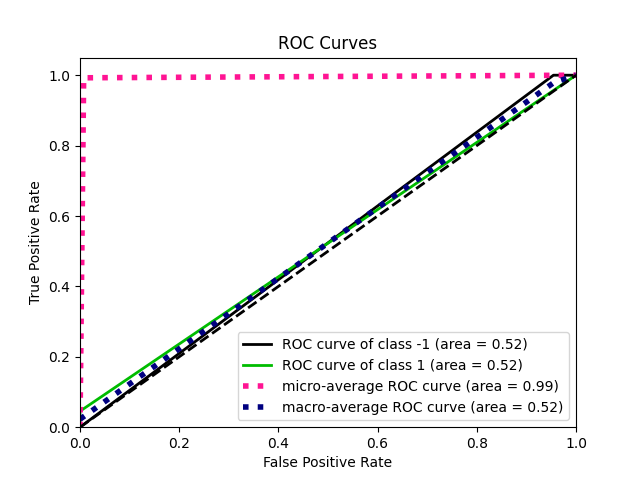 ROC Curves
True Positive Rate
1.0
0.8
0.6
0.4
0.2
0.0
ROC curve of class -1 (area = 0.52)
ROC curve of class 1 (area = 0.52)
micro-average ROC curve (area = 0.99)
macro-average ROC curve (area = 0.52)
0.0 0.2 0.4 0.6 0.8 1.0
False Positive Rate